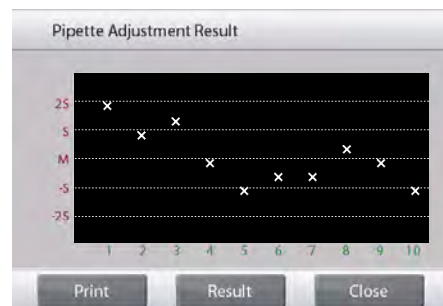 Pipette Adjustment Result
2S
S
M
-S
-2S
1 2 3 4 5 6 7 8 9 10
Print Result Close